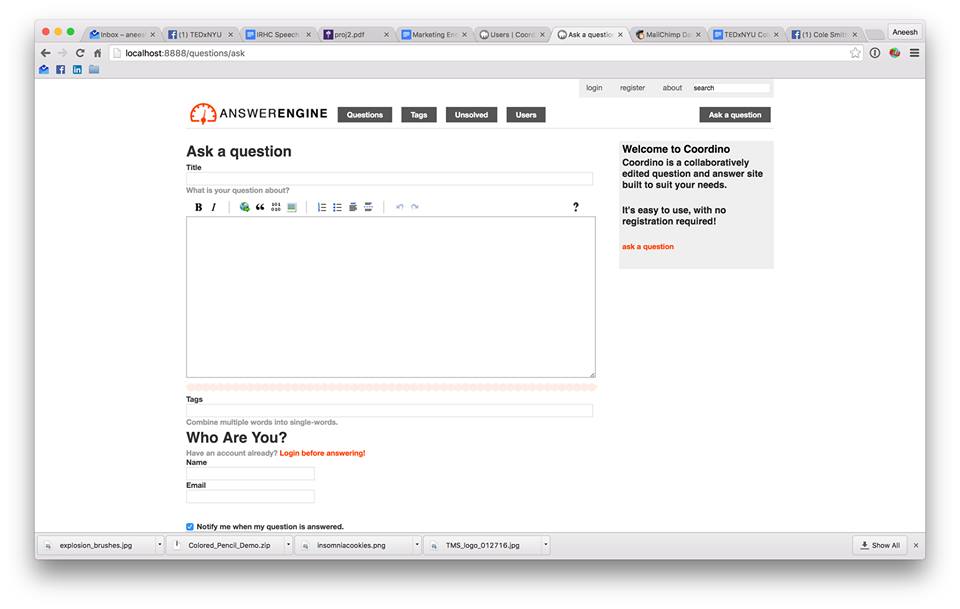 Inbox – anees
(1) TEDxNYU
IRHC Speech
proj2.pdf
Marketing En
Users | Coord
Ask a questio
MailChimp Da
TEDxNYU Co
(1) Cole Smit
Aneesh
localhost:8888/questions/ask
login register about search
ANSWERENGINE Questions Tags Unsolved Users Ask a question
Ask a question
Title
What is your question about?
B I 101 010 ?
Tags
Combine multiple words into single-words.
Who Are You?
Have an account already? Login before answering!
Name
Email
Notify me when my question is answered.
Welcome to Coordino
Coordino is a collaboratively
edited question and answer site
built to suit your needs.
It's easy to use, with no
registration required!
ask a question
explosion_brushes.jpg Colored_Pencil_Demo.zip insomniacookies.png TMS_logo_012716.jpg Show All